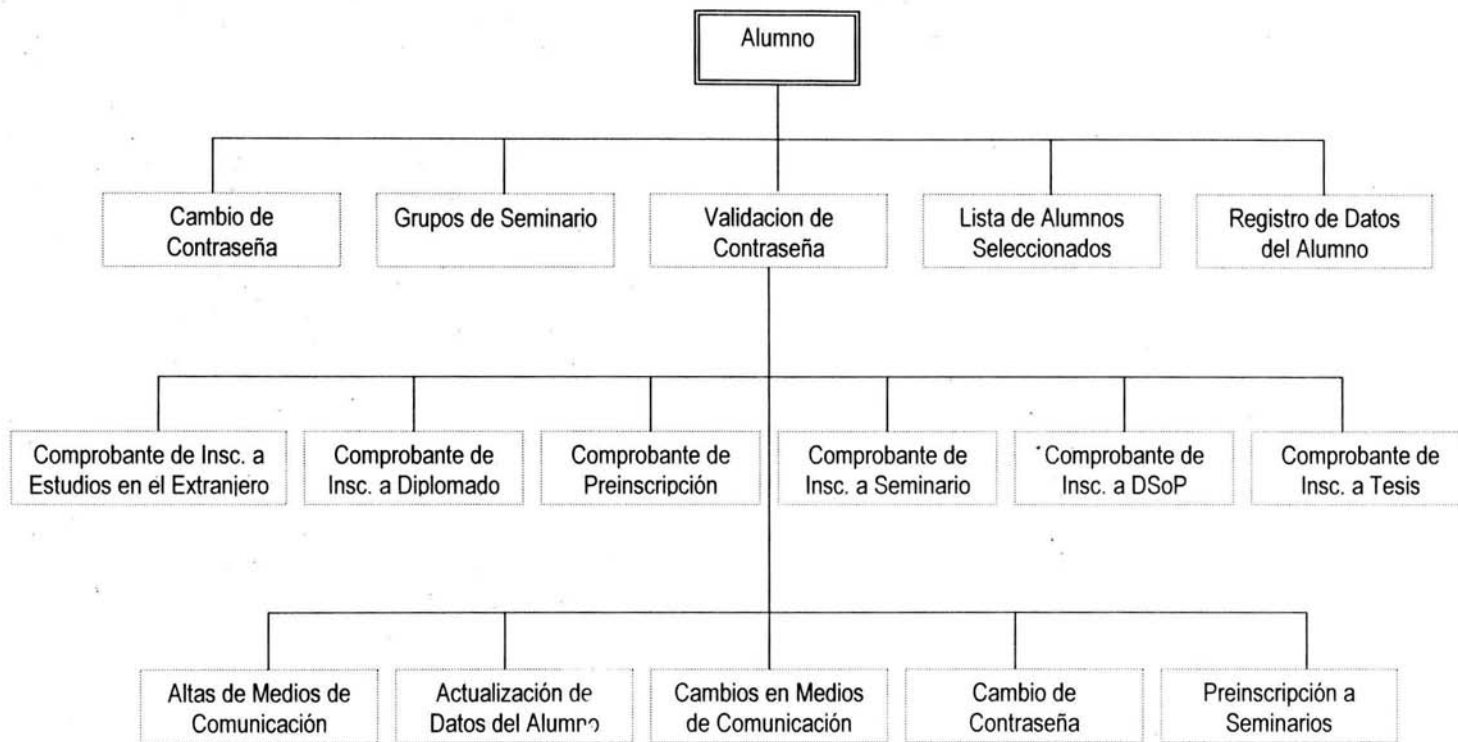 Alumno
Cambio de
Contraseña
Grupos de Seminario
Validacion de
Contraseña
Lista de Alumnos
Seleccionados
Registro de Datos
del Alumno
Comprobante de Insc. a
Estudios en el Extranjero
Comprobante de
Insc. a Diplomado
Comprobante de
Preinscripción
Comprobante de
Insc. a Seminario
Comprobante de
Insc. a DSoP
Comprobante de
Insc. a Tesis
Altas de Medios de
Comunicación
Actualización de
Datos del Alumno
Cambios en Medios
de Comunicación
Cambio de
Contraseña
Preinscripción a
Seminarios